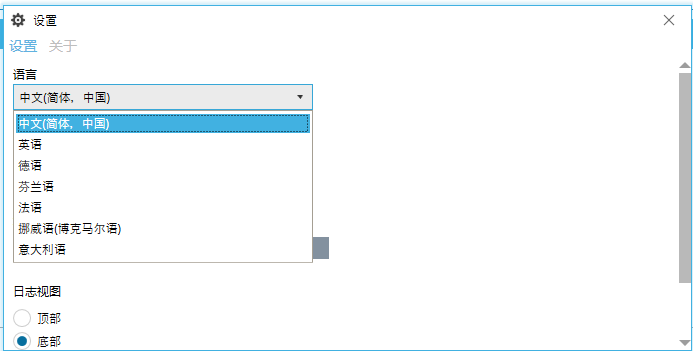 设置
设置 关于
语言
中文(简体，中国)
中文(简体，中国)
英语
德语
芬兰语
法语
挪威语(博克马尔语)
意大利语
日志视图
顶部
底部